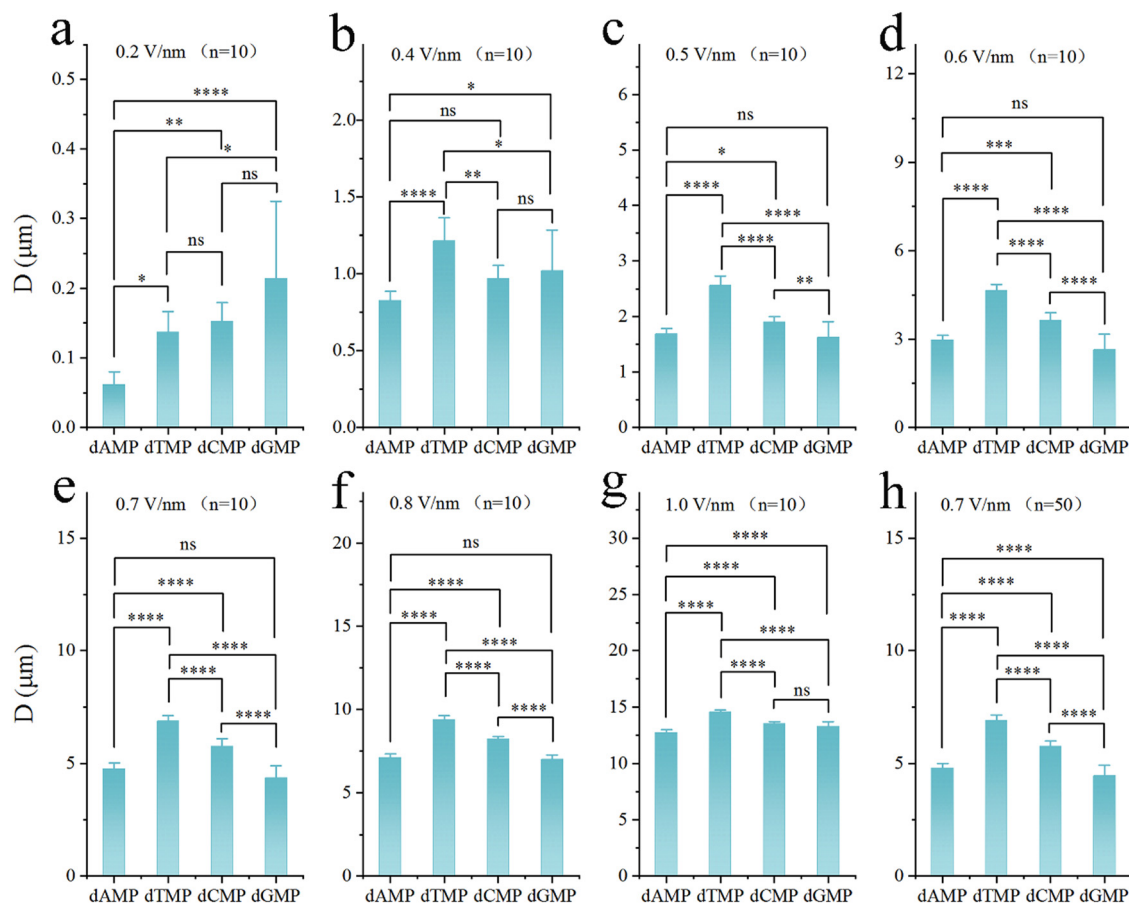 a
0.2 V/nm （n=10）
D (μm)
0.5
0.4
0.3
0.2
0.1
0.0
****
**
*
ns
ns
*
dAMP dTMP dCMP dGMP
b
0.4 V/nm （n=10）
2.0
1.5
1.0
0.5
0.0
*
ns
*
**
****
ns
dAMP dTMP dCMP dGMP
c
0.5 V/nm （n=10）
6
5
4
3
2
1
0
ns
*
****
****
****
**
dAMP dTMP dCMP dGMP
d
0.6 V/nm （n=10）
12
9
6
3
0
ns
***
****
****
****
****
dAMP dTMP dCMP dGMP
e
0.7 V/nm （n=10）
D (μm)
15
10
5
0
ns
****
****
****
****
****
dAMP dTMP dCMP dGMP
f
0.8 V/nm （n=10）
20
15
10
5
0
ns
****
****
****
****
****
dAMP dTMP dCMP dGMP
g
1.0 V/nm （n=10）
30
25
20
15
10
5
0
****
****
****
****
****
ns
dAMP dTMP dCMP dGMP
h
0.7 V/nm （n=50）
15
10
5
0
****
****
****
****
****
****
dAMP dTMP dCMP dGMP